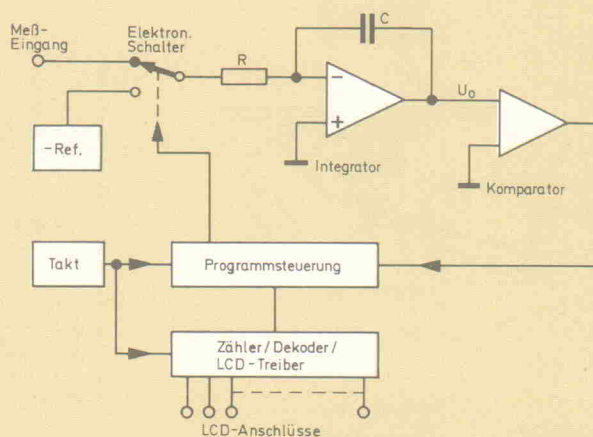 Meß-
Eingang
Elektron.
Schalter
R
C
−
+
U₀
Integrator
Komparator
-Ref.
Takt
Programmsteuerung
Zähler/Dekoder/
LCD-Treiber
LCD-Anschlüsse